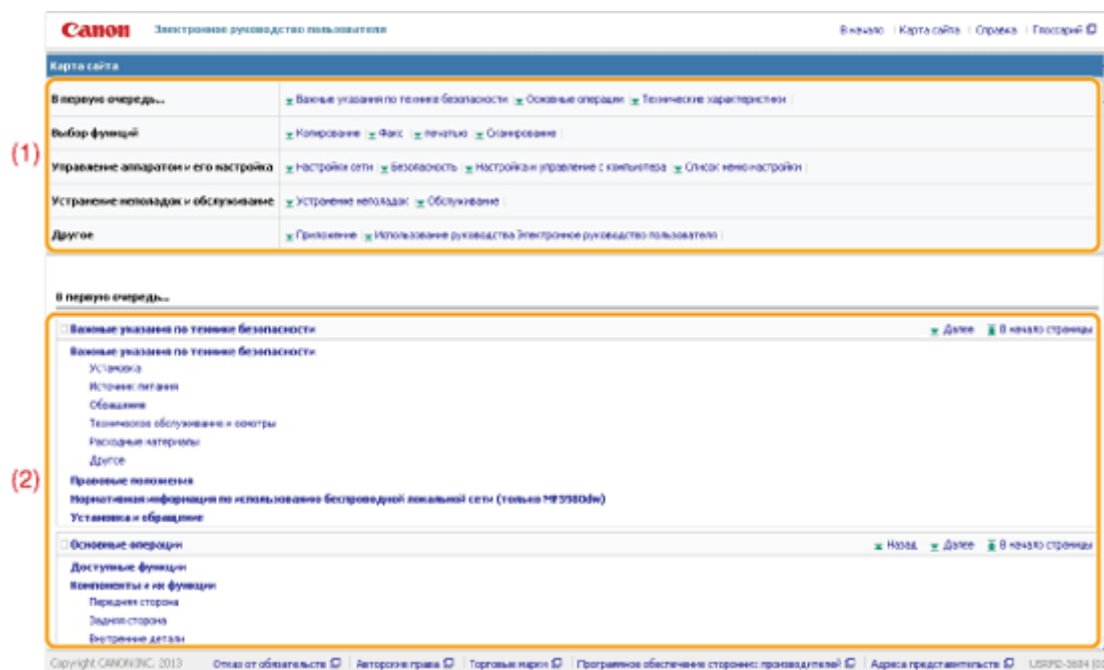 Canon Электронное руководство пользователя В начало Карта сайта Справка Глоссарий
Карта сайта
В первую очередь... Важные указания по технике безопасности Основные операции Технические характеристики
Выбор функций Копирование Факс печатью Сканирование
(1)
Управление аппаратом и его настройка Настройки сети Безопасность Настройка и управление с компьютера Список меню настройки
Устранение неполадок и обслуживание Устранение неполадок Обслуживание
Другое Приложение Использование руководства Электронное руководство пользователя
В первую очередь...
Важные указания по технике безопасности Далее В начало страницы
Важные указания по технике безопасности
Установка
Источник питания
Обращение
Техническое обслуживание и осмотры
Расходные материалы
Другое
(2)
Правовые положения
Нормативная информация по использованию беспроводной локальной сети (только MF5980dw)
Установка и обращение
Основные операции Назад Далее В начало страницы
Доступные функции
Компоненты и их функции
Передняя сторона
Задняя сторона
Внутренние детали
Copyright CANON INC. 2013 Отказ от обязательств Авторские права Торговые марки Программное обеспечение сторонних производителей Адреса представительств